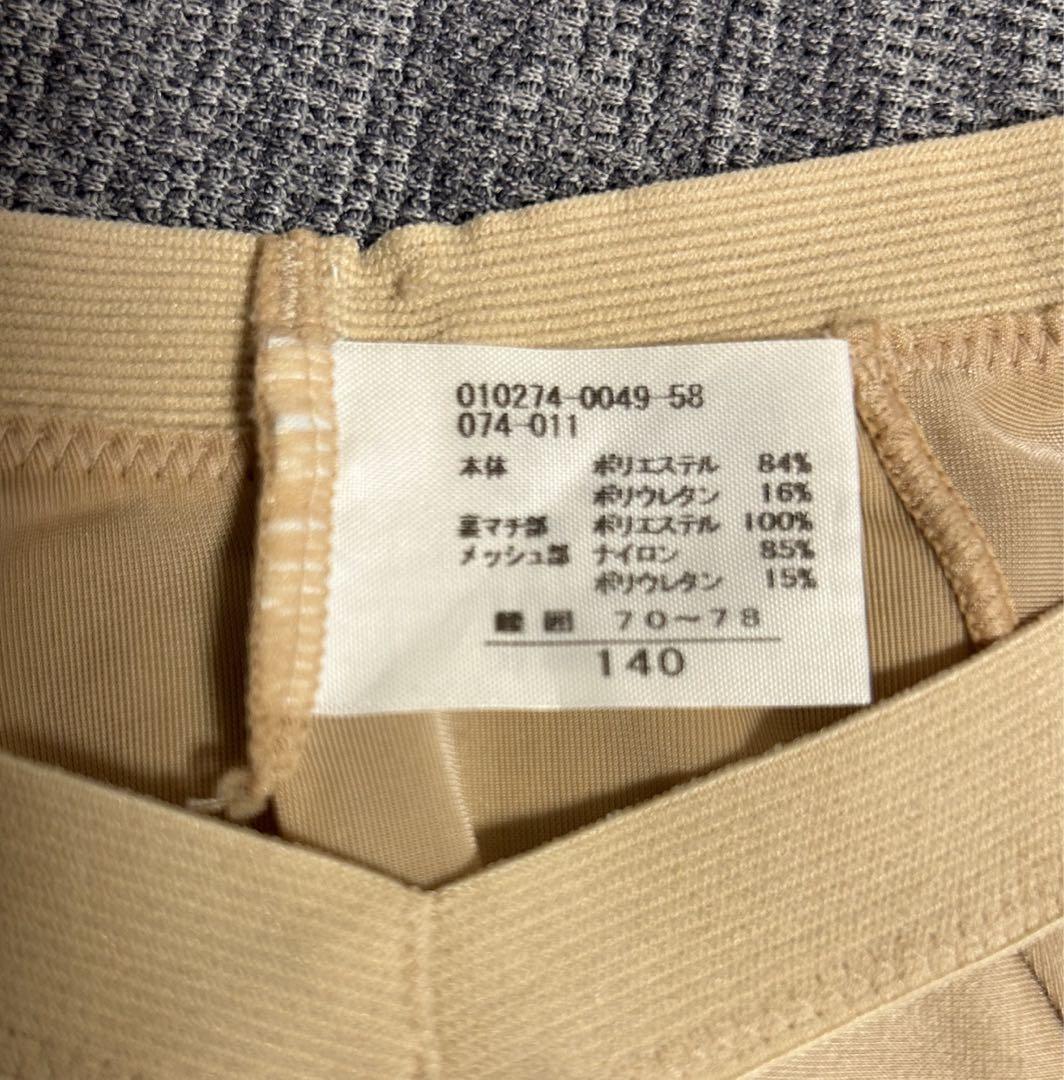 010274-0049-58
074-011
本体 ポリエステル 84%
ポリウレタン 16%
裏マチ部 ポリエステル 100%
メッシュ部 ナイロン 85%
ポリウレタン 15%
腰囲 70〜78
140